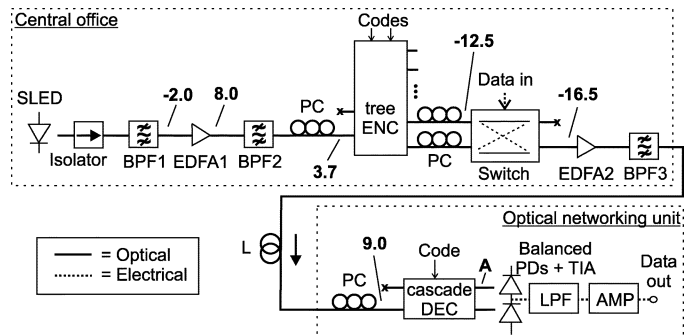 Central office
Codes
-12.5
-2.0 8.0
Data in
-16.5
SLED
PC
tree
ENC
Isolator BPF1 EDFA1 BPF2
3.7
PC
Switch
EDFA2 BPF3
Optical networking unit
L
9.0
Code
A
Balanced
PDs + TIA
Data
out
= Optical
= Electrical
PC
cascade
DEC
LPF
AMP